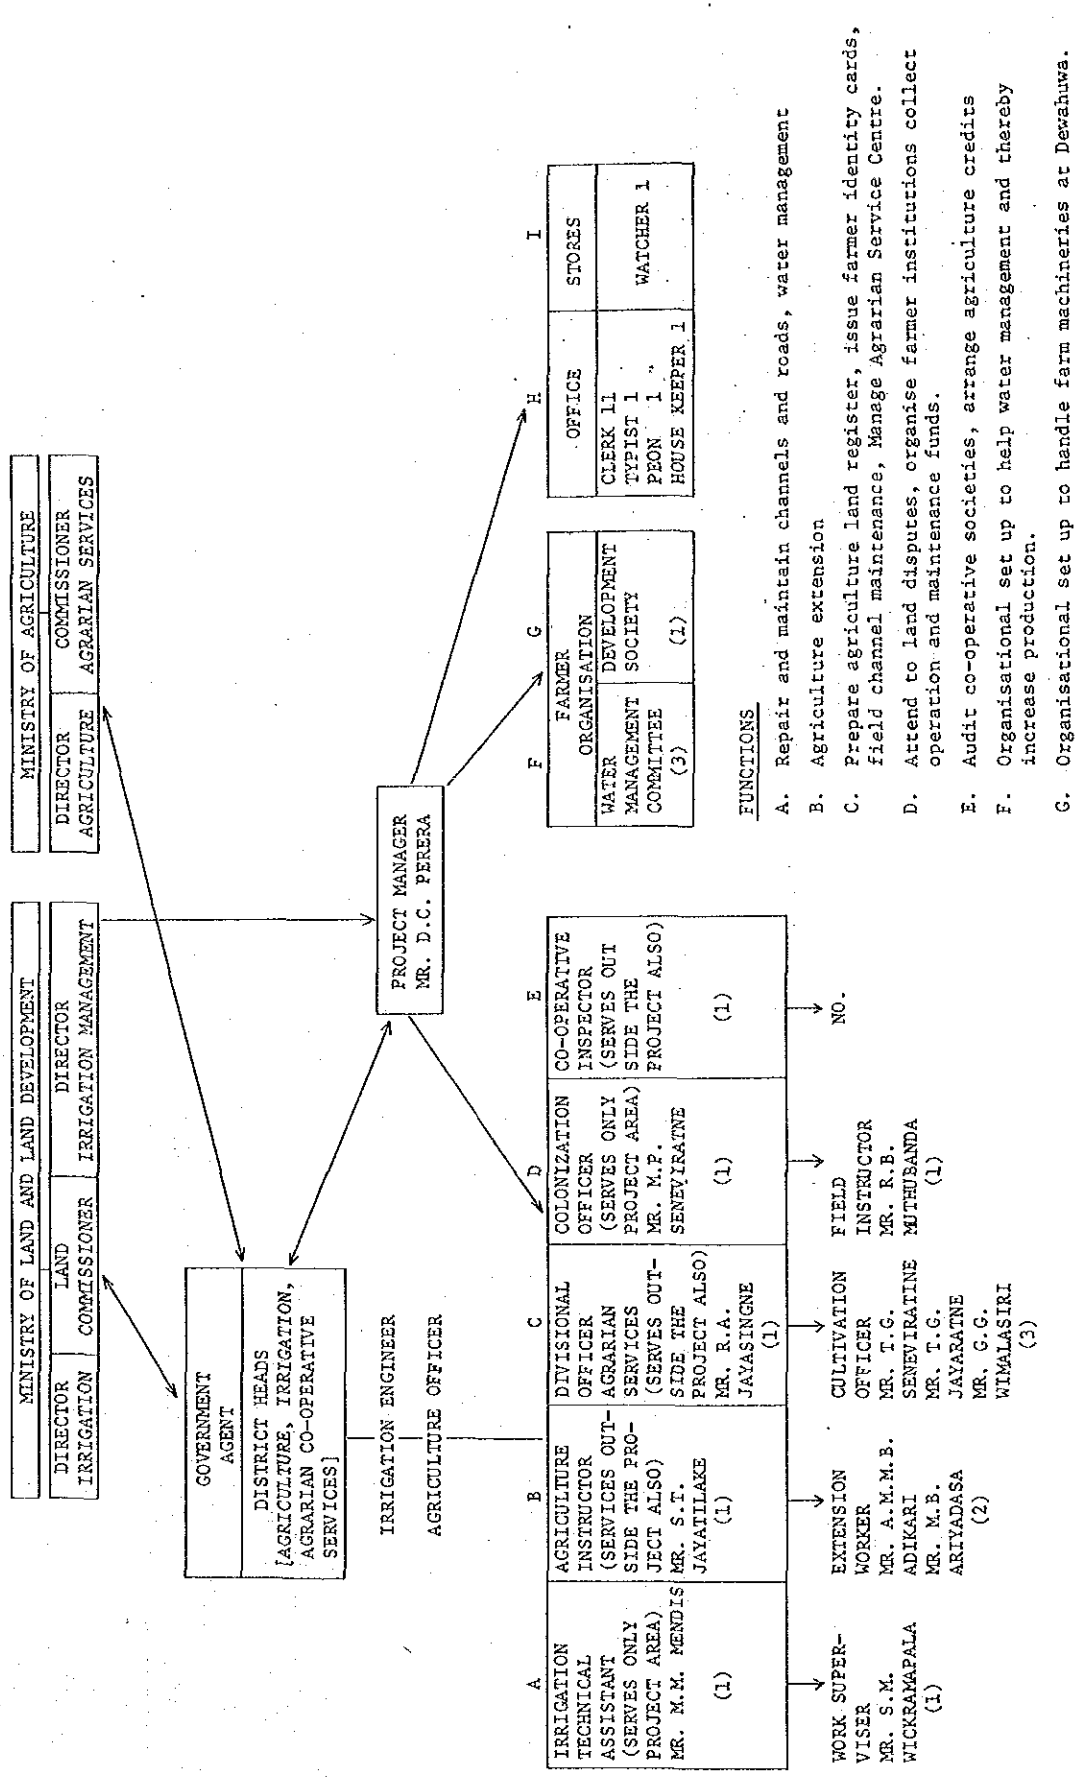 MINISTRY OF LAND AND LAND DEVELOPMENT
DIRECTOR
IRRIGATION
LAND
COMMISSIONER
DIRECTOR
IRRIGATION MANAGEMENT
MINISTRY OF AGRICULTURE
DIRECTOR
AGRICULTURE
COMMISSIONER
AGRARIAN SERVICES
GOVERNMENT
AGENT
DISTRICT HEADS
[AGRICULTURE, IRRIGATION,
AGRARIAN CO-OPERATIVE
SERVICES]
IRRIGATION ENGINEER
AGRICULTURE OFFICER
PROJECT MANAGER
MR. D.C. PERERA
A
IRRIGATION
TECHNICAL
ASSISTANT
(SERVES ONLY
PROJECT AREA)
MR. M.M. MENDIS
(1)
B
AGRICULTURE
INSTRUCTOR
(SERVICES OUT-
SIDE THE PRO-
JECT ALSO)
MR. S.T.
JAYATILAKE
(1)
C
DIVISIONAL
OFFICER
AGRARIAN
SERVICES
(SERVES OUT-
SIDE THE
PROJECT ALSO)
MR. R.A.
JAYASINGNE
(1)
D
COLONIZATION
OFFICER
(SERVES ONLY
PROJECT AREA)
MR. M.P.
SENEVIRATNE
(1)
E
CO-OPERATIVE
INSPECTOR
(SERVES OUT
SIDE THE
PROJECT ALSO)
(1)
WORK SUPER-
VISER
MR. S.M.
WICKRAMAPALA
(1)
EXTENSION
WORKER
MR. A.M.M.B.
ADIKARI
MR. M.B.
ARIYADASA
(2)
CULTIVATION
OFFICER
MR. T.G.
SENEVIRATINE
MR. T.G.
JAYARATNE
MR. G.G.
WIMALASIRI
(3)
FIELD
INSTRUCTOR
MR. R.B.
MUTHUBANDA
(1)
NO.
F
G
FARMER
ORGANISATION
WATER
MANAGEMENT
COMMITTEE
(3)
DEVELOPMENT
SOCIETY
(1)
H
I
OFFICE
STORES
CLERK 11
TYPIST 1
PEON 1
HOUSE KEEPER 1
WATCHER 1
FUNCTIONS
A. Repair and maintain channels and roads, water management
B. Agriculture extension
C. Prepare agriculture land register, issue farmer identity cards,
field channel maintenance, Manage Agrarian Service Centre.
D. Attend to land disputes, organise farmer institutions collect
operation and maintenance funds.
E. Audit co-operative societies, arrange agriculture credits
F. Organisational set up to help water management and thereby
increase production.
G. Organisational set up to handle farm machineries at Dewahuwa.